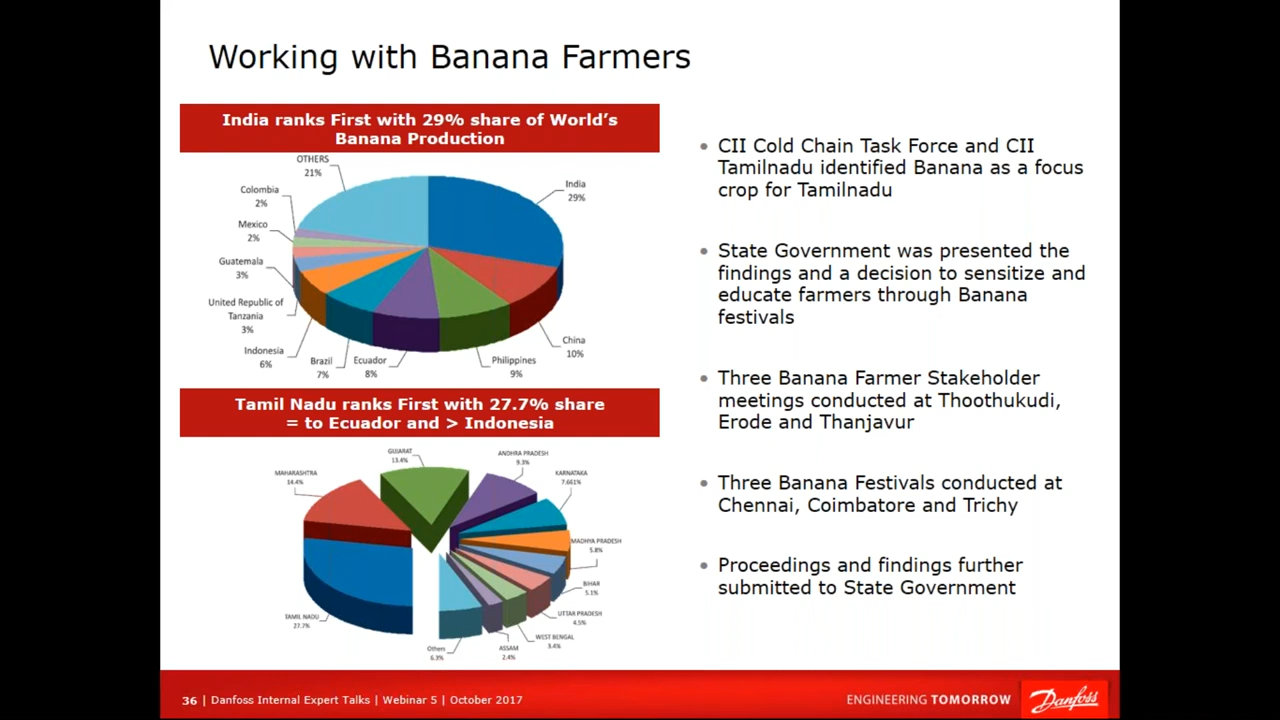 Working with Banana Farmers
India ranks First with 29% share of World’s
Banana Production
OTHERS
21%
Colombia
2%
Mexico
2%
Guatemala
3%
United Republic of
Tanzania
3%
Indonesia
6%
Brazil
7%
Ecuador
8%
Philippines
9%
China
10%
India
29%
Tamil Nadu ranks First with 27.7% share
= to Ecuador and > Indonesia
GUJARAT
13.4%
ANDHRA PRADESH
9.3%
MAHARASHTRA
14.4%
KARNATAKA
7.661%
MADHYA PRADESH
5.8%
BIHAR
5.1%
UTTAR PRADESH
4.5%
WEST BENGAL
3.4%
ASSAM
2.4%
Others
6.3%
TAMIL NADU
27.7%
• CII Cold Chain Task Force and CII
Tamilnadu identified Banana as a focus
crop for Tamilnadu
• State Government was presented the
findings and a decision to sensitize and
educate farmers through Banana
festivals
• Three Banana Farmer Stakeholder
meetings conducted at Thoothukudi,
Erode and Thanjavur
• Three Banana Festivals conducted at
Chennai, Coimbatore and Trichy
• Proceedings and findings further
submitted to State Government
36 | Danfoss Internal Expert Talks | Webinar 5 | October 2017
ENGINEERING TOMORROW
Danfoss